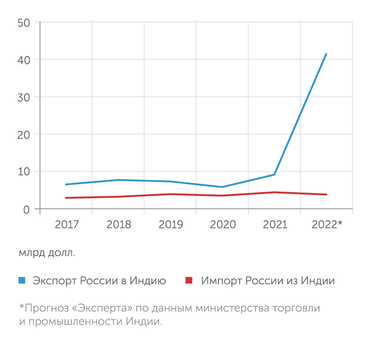 50
40
30
20
10
0
2017 2018 2019 2020 2021 2022*
млрд долл.
Экспорт России в Индию Импорт России из Индии
*Прогноз «Эксперта» по данным министерства торговли
и промышленности Индии.